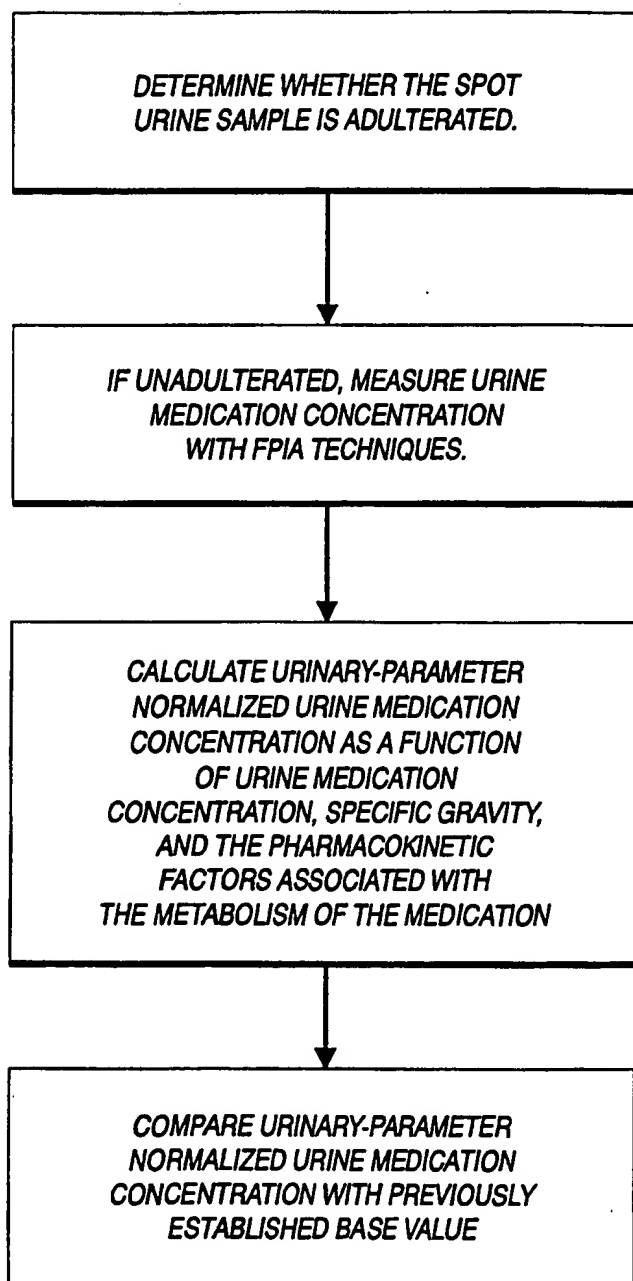 DETERMINE WHETHER THE SPOT
URINE SAMPLE IS ADULTERATED.
IF UNADULTERATED, MEASURE URINE
MEDICATION CONCENTRATION
WITH FPIA TECHNIQUES.
CALCULATE URINARY-PARAMETER
NORMALIZED URINE MEDICATION
CONCENTRATION AS A FUNCTION
OF URINE MEDICATION
CONCENTRATION, SPECIFIC GRAVITY,
AND THE PHARMACOKINETIC
FACTORS ASSOCIATED WITH
THE METABOLISM OF THE MEDICATION
COMPARE URINARY-PARAMETER
NORMALIZED URINE MEDICATION
CONCENTRATION WITH PREVIOUSLY
ESTABLISHED BASE VALUE